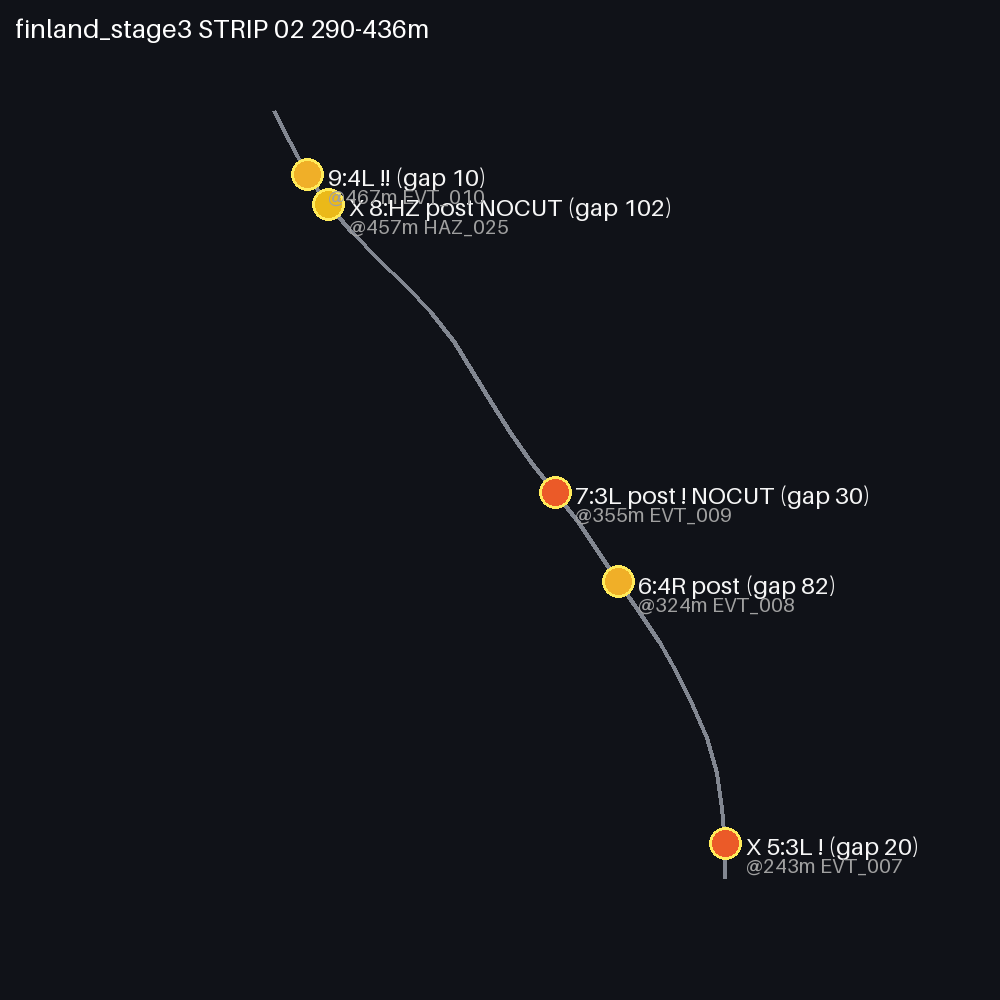 finland_stage3 STRIP 02 290-436m
9:4L !! (gap 10)
@467m EVT_010
X 8:HZ post NOCUT (gap 102)
@457m HAZ_025
7:3L post ! NOCUT (gap 30)
@355m EVT_009
6:4R post (gap 82)
@324m EVT_008
X 5:3L ! (gap 20)
@243m EVT_007